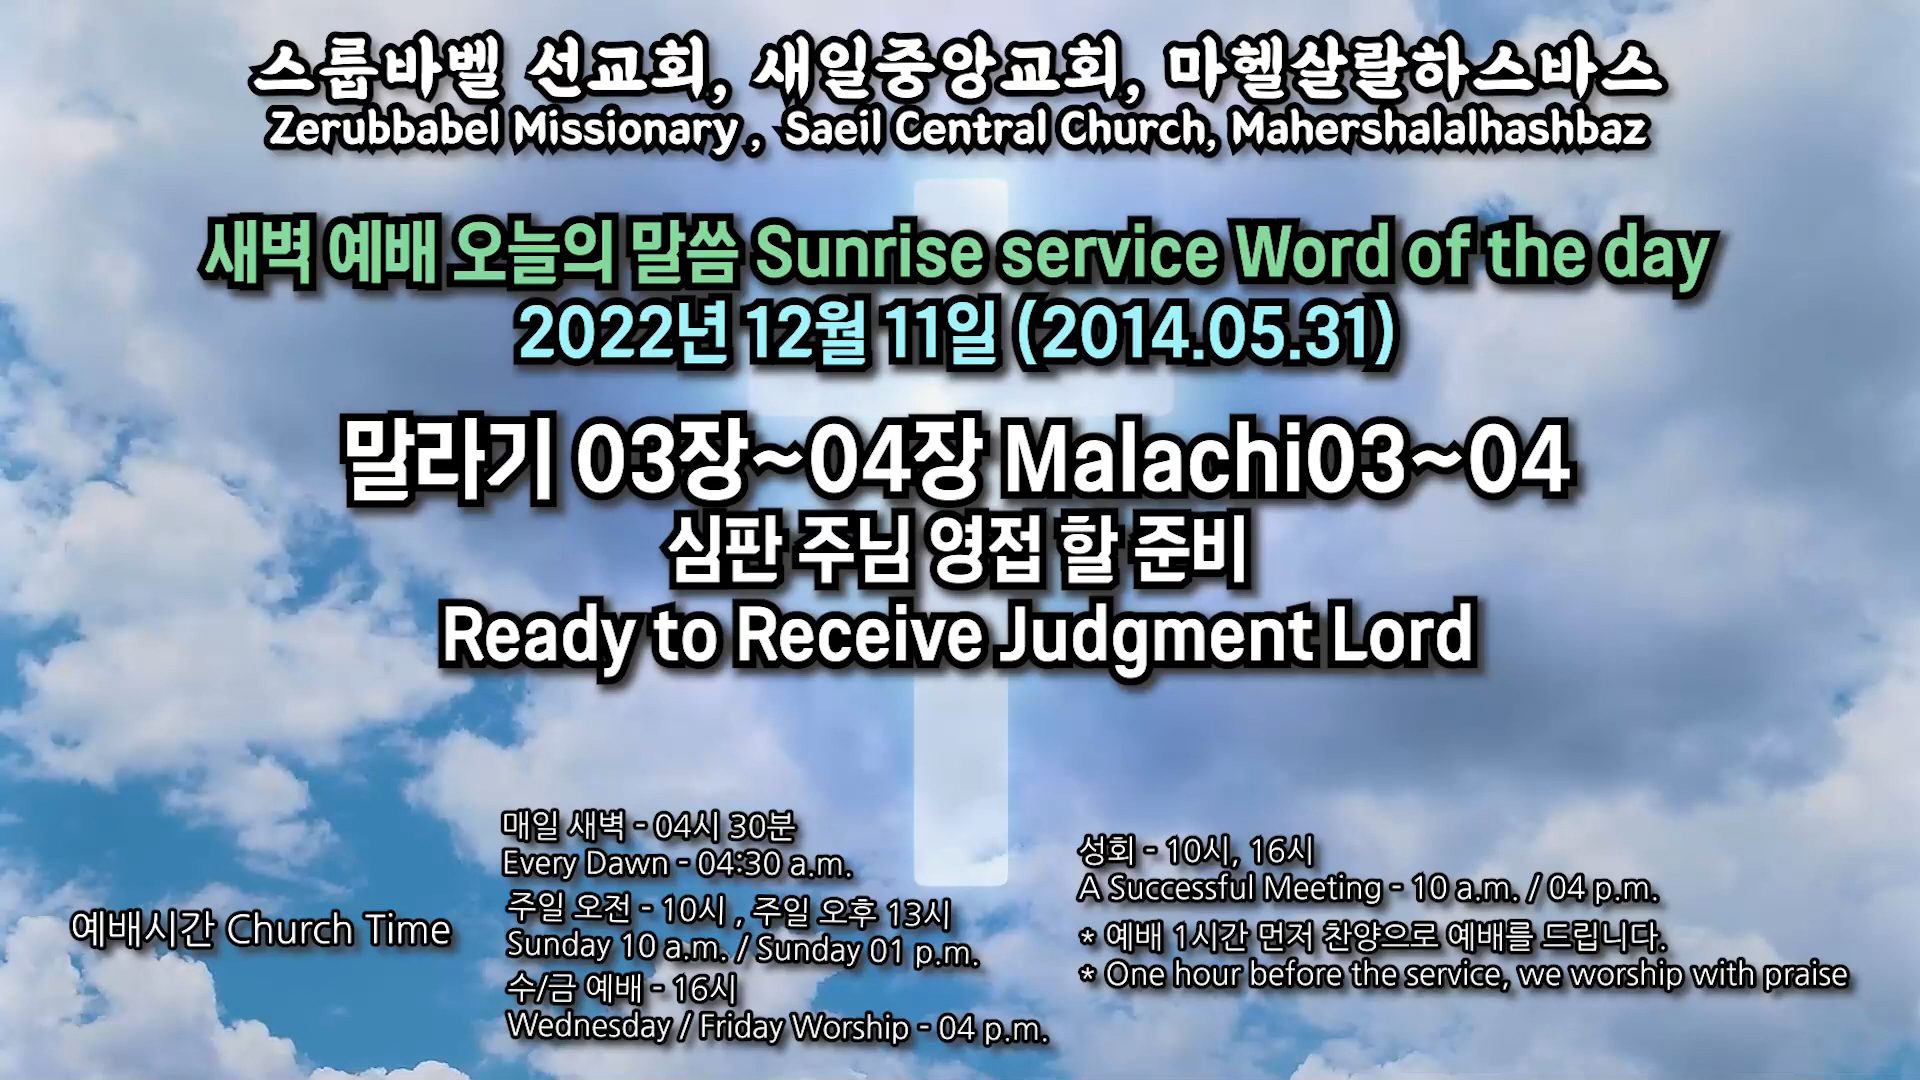 스룹바벨 선교회, 새일중앙교회, 마헬살랄하스바스
Zerubbabel Missionary , Saeil Central Church, Mahershalalhashbaz
새벽 예배 오늘의 말씀 Sunrise service Word of the day
2022년 12월 11일 (2014.05.31)
말라기 03장~04장 Malachi03~04
심판 주님 영접 할 준비
Ready to Receive Judgment Lord
예배시간 Church Time
매일 새벽 - 04시 30분
Every Dawn - 04:30 a.m.
주일 오전 - 10시 , 주일 오후 13시
Sunday 10 a.m. / Sunday 01 p.m.
수/금 예배 - 16시
Wednesday / Friday Worship - 04 p.m.
성회 - 10시, 16시
A Successful Meeting - 10 a.m. / 04 p.m.
* 예배 1시간 먼저 찬양으로 예배를 드립니다.
* One hour before the service, we worship with praise